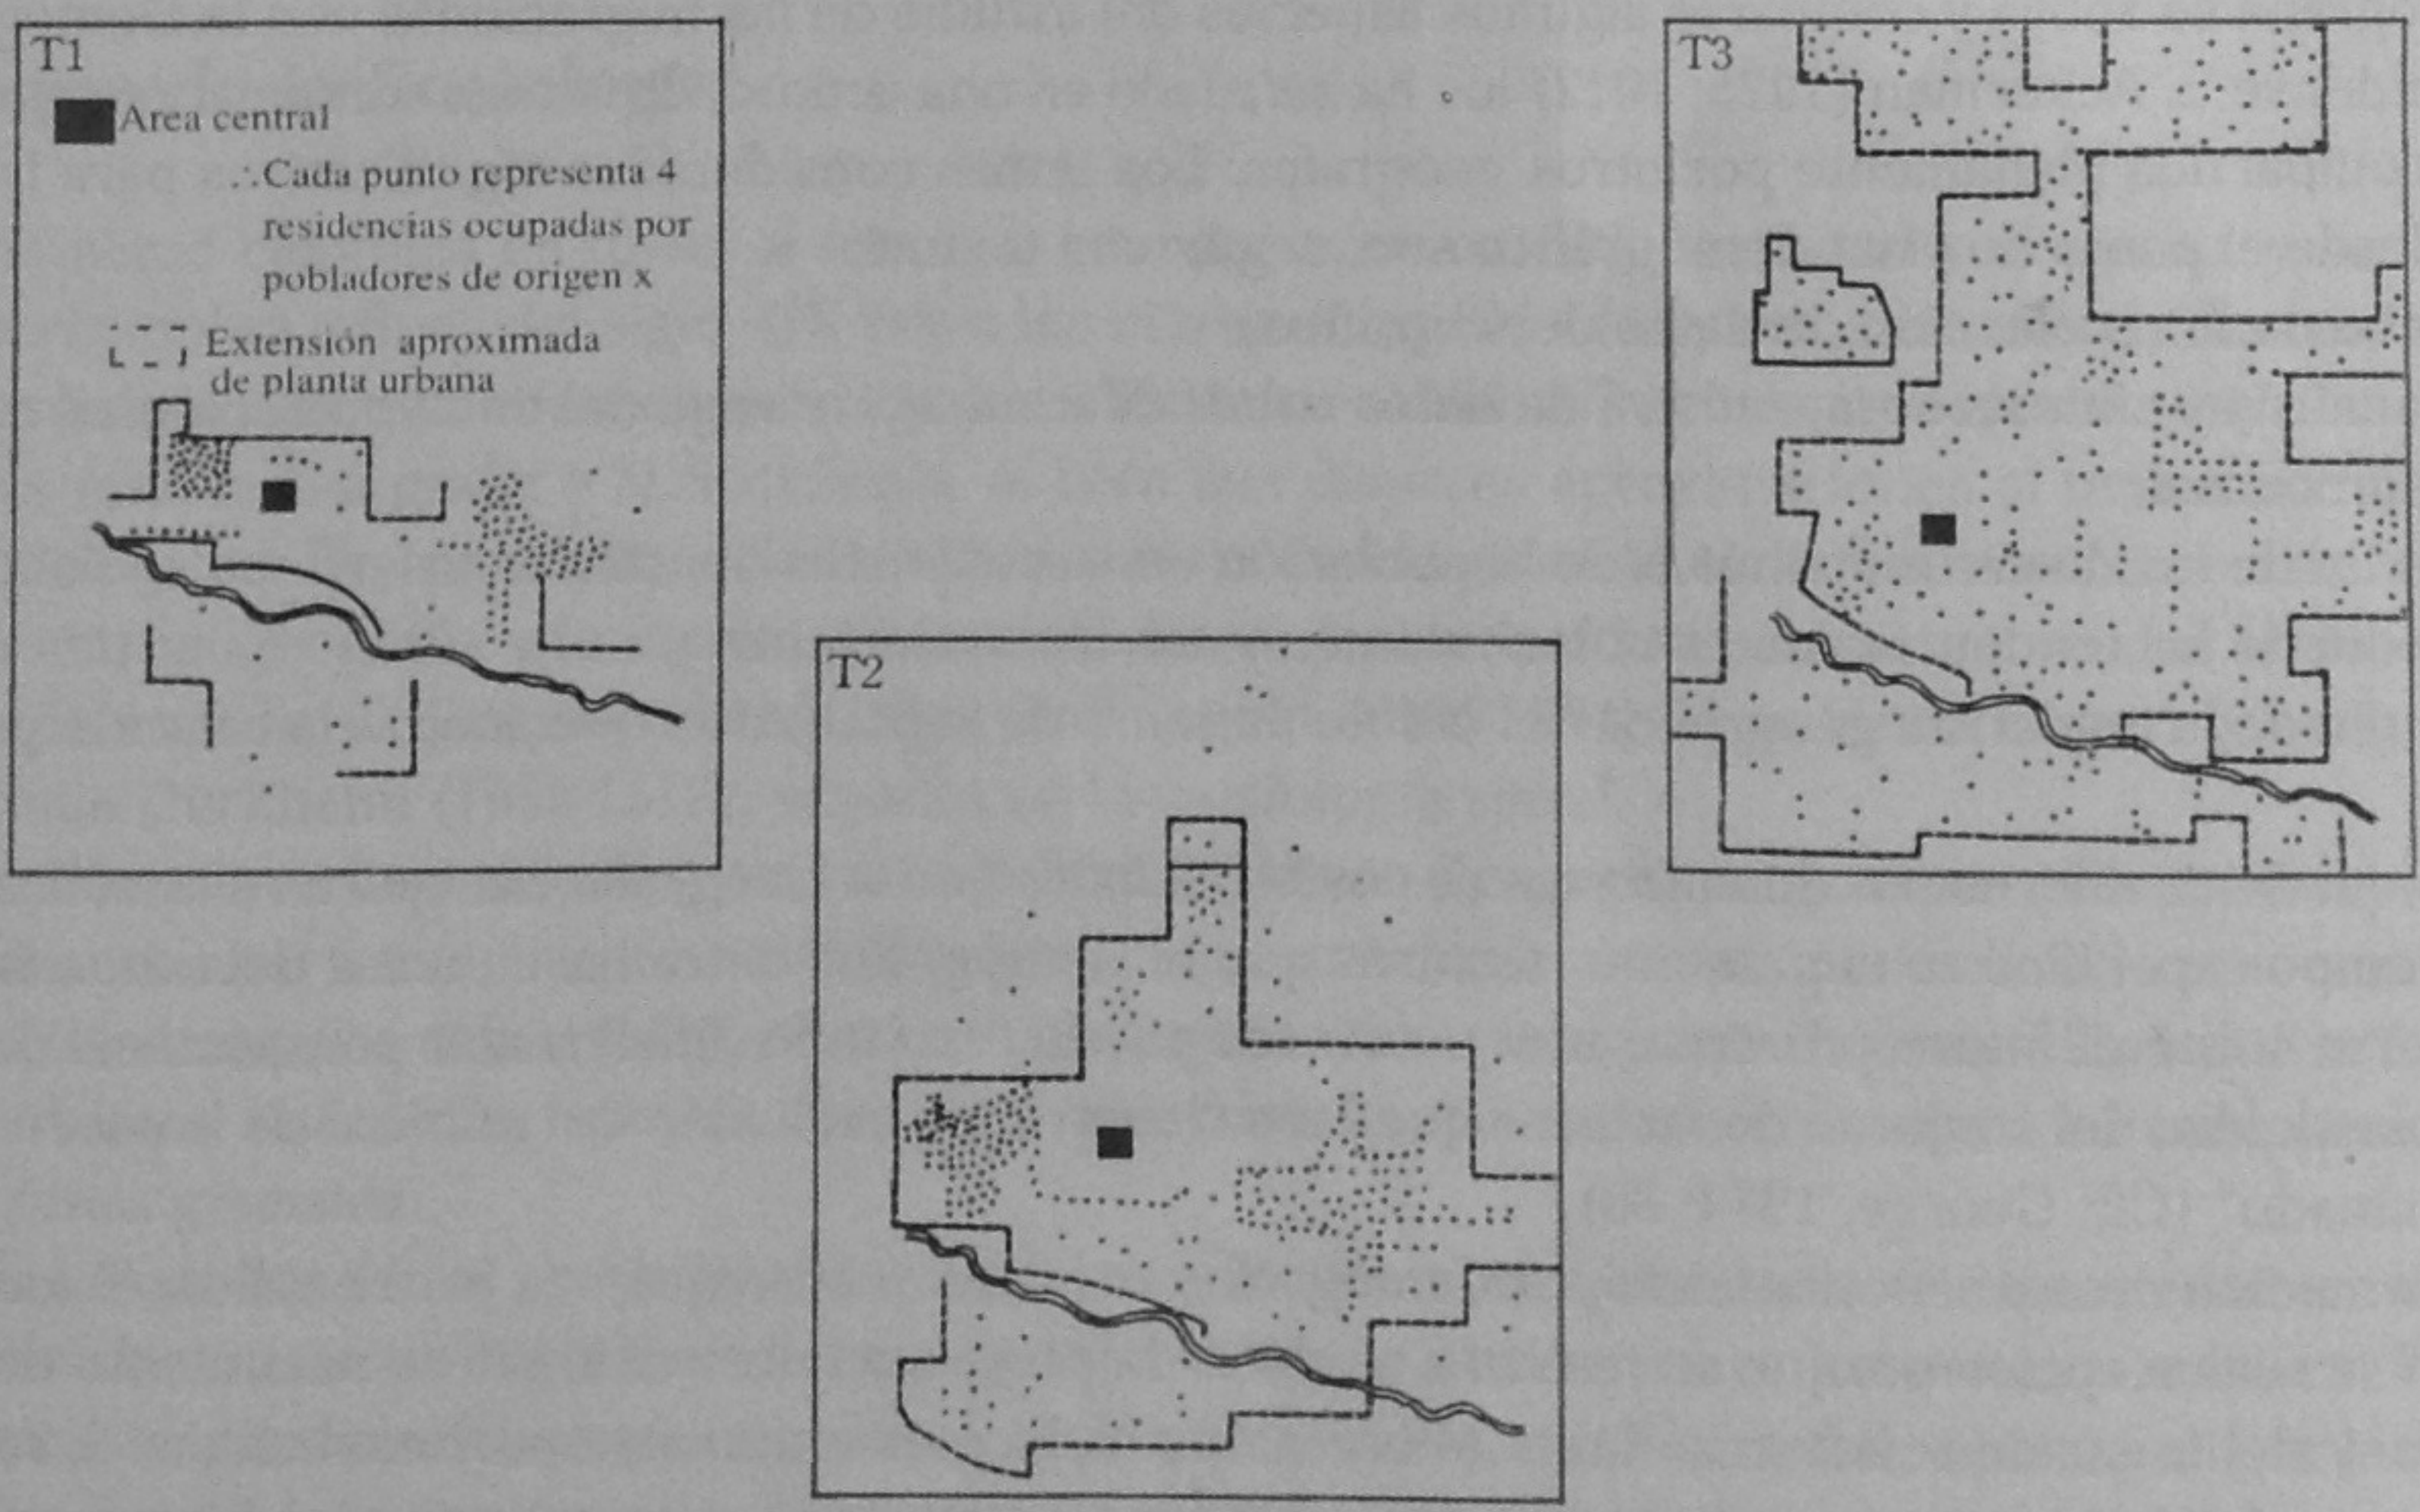 T1
Area central
Cada punto representa 4
residencias ocupadas por
pobladores de origen x
Extensión aproximada
de planta urbana
T2
T3